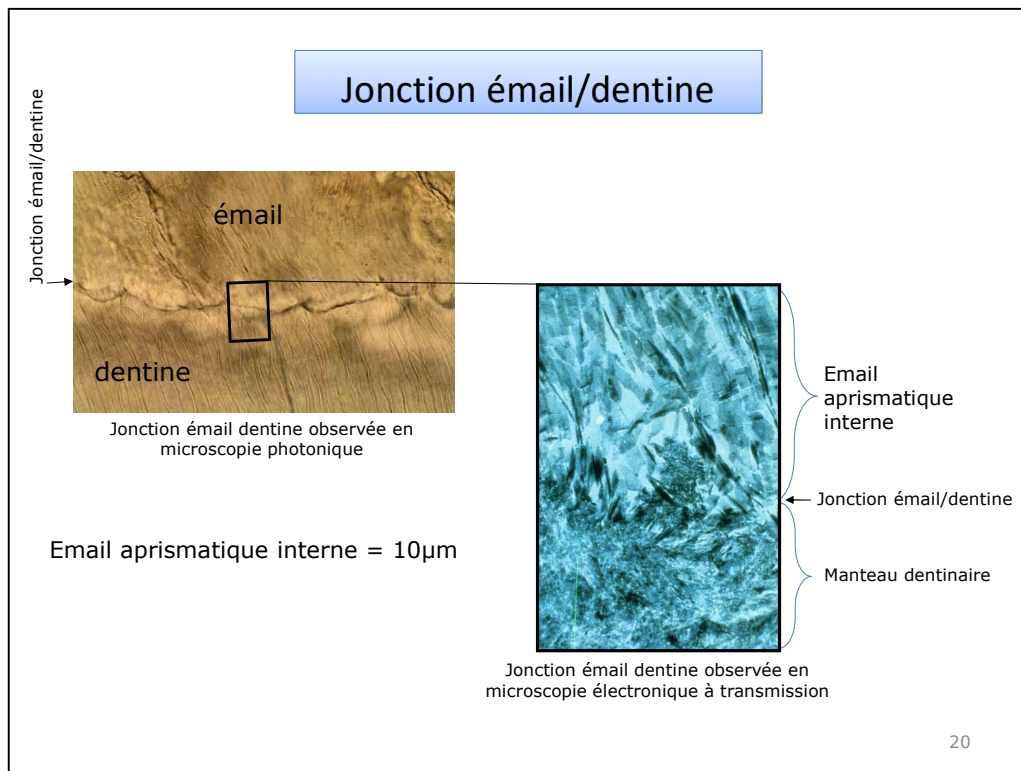 Jonction émail/dentine
Jonction émail/dentine
émail
dentine
Jonction émail dentine observée en
microscopie photonique
Email aprismatique interne = 10µm
Email
aprismatique
interne
Jonction émail/dentine
Manteau dentinaire
Jonction émail dentine observée en
microscopie électronique à transmission
20